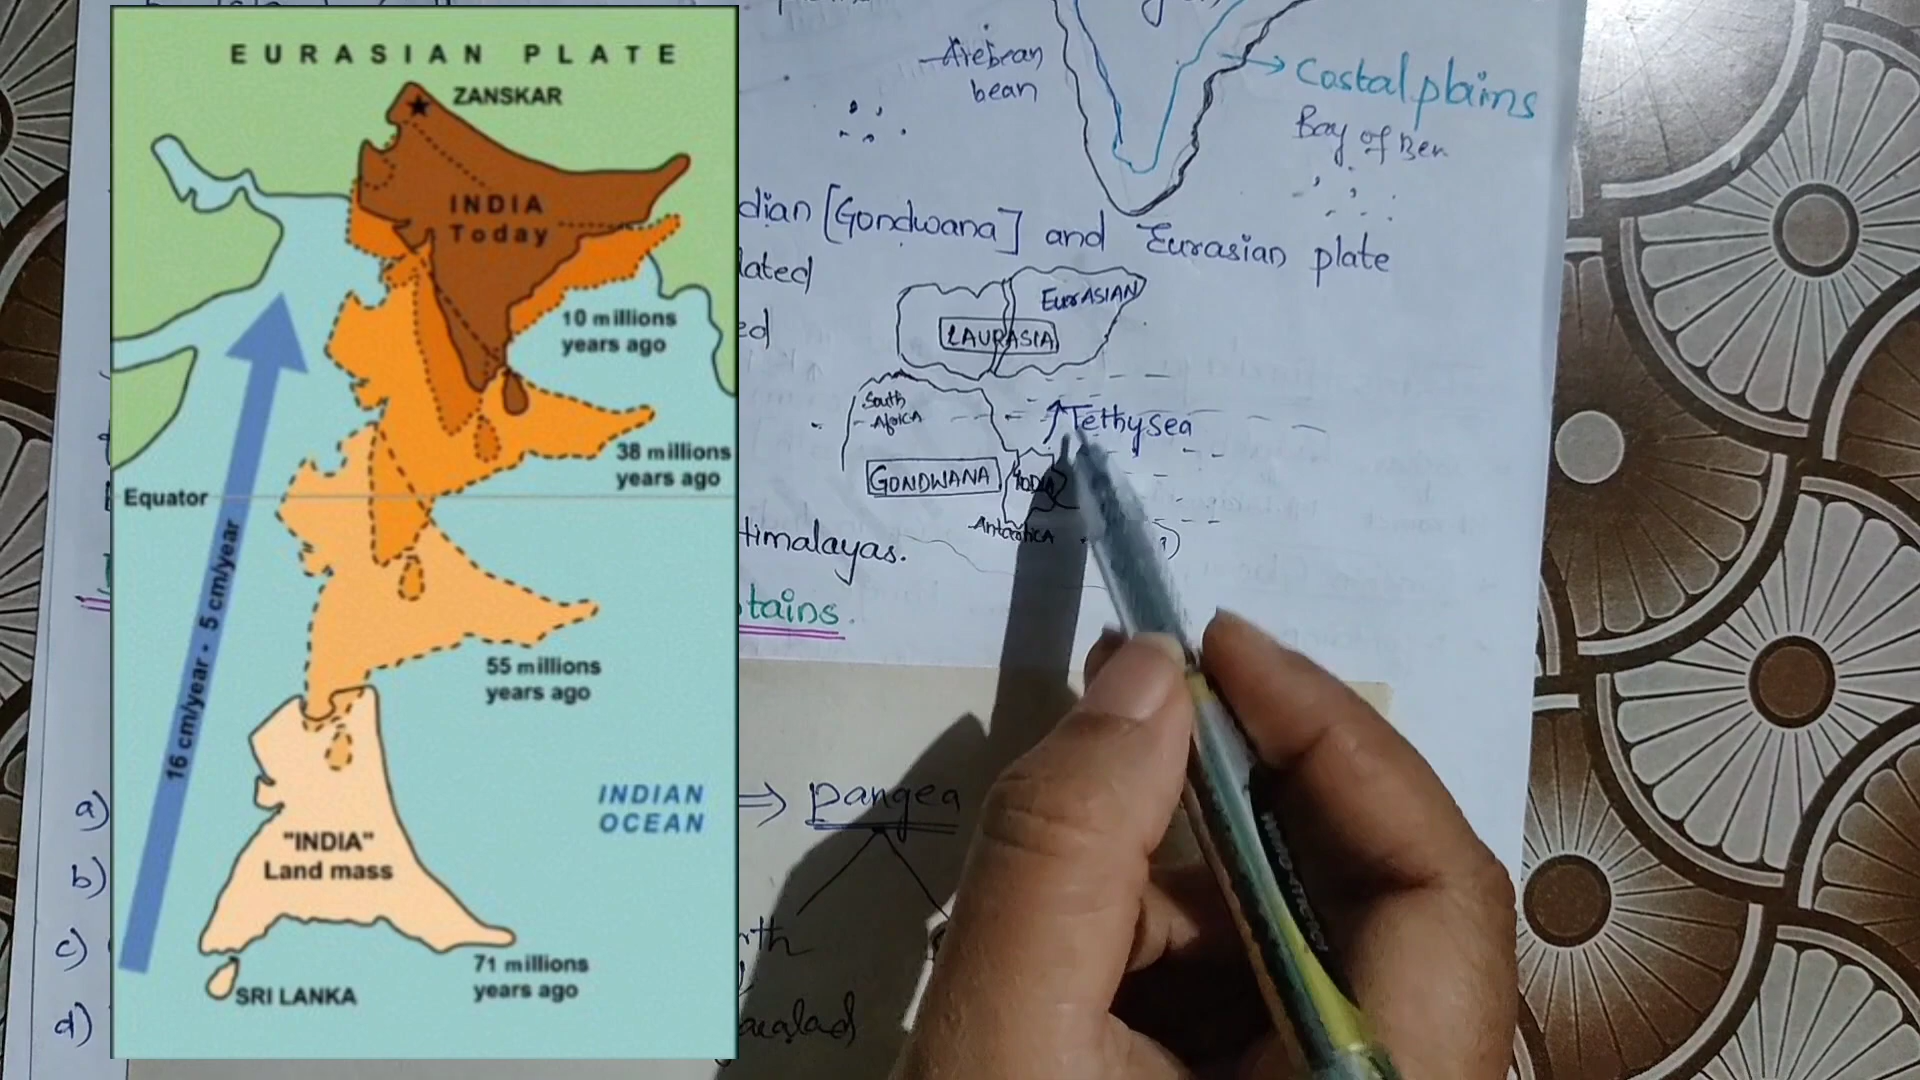 EURASIAN PLATE
ZANSKAR
INDIA
Today
10 millions
years ago
38 millions
years ago
Equator
55 millions
years ago
16 cm/year - 5 cm/year
INDIAN
OCEAN
"INDIA"
Land mass
71 millions
years ago
SRI LANKA
Arebean
bean
Costal plains
Bay of Ben
dian [Gondwana] and Eurasian plate
lated
ed
EurASIAN
LAURASIA
South
AfricA
Tethysea
GONDWANA
INDIA
AntarticA
Himalayas.
tains.
a)
⇒ pangea
b)
c)
rth
d)